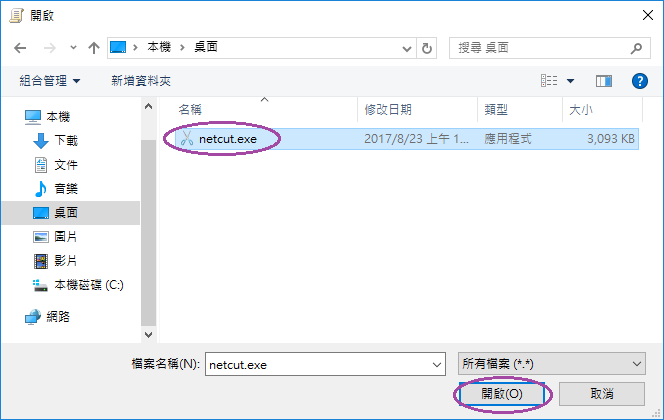 開啟
本機 桌面
搜尋 桌面
組合管理 新增資料夾
名稱 修改日期 類型 大小
netcut.exe 2017/8/23 上午 1... 應用程式 3,093 KB
本機
下載
文件
音樂
桌面
圖片
影片
本機磁碟 (C:)
網路
檔案名稱(N): netcut.exe 所有檔案 (*.*)
開啟(O) 取消